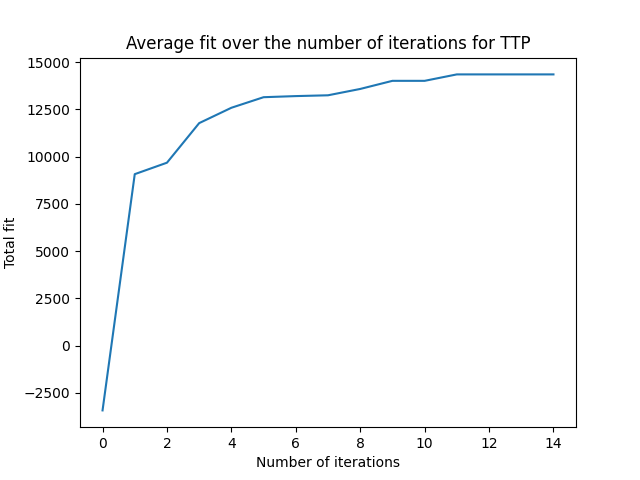 Average fit over the number of iterations for TTP
15000
12500
10000
7500
5000
2500
0
−2500
Total fit
0 2 4 6 8 10 12 14
Number of iterations